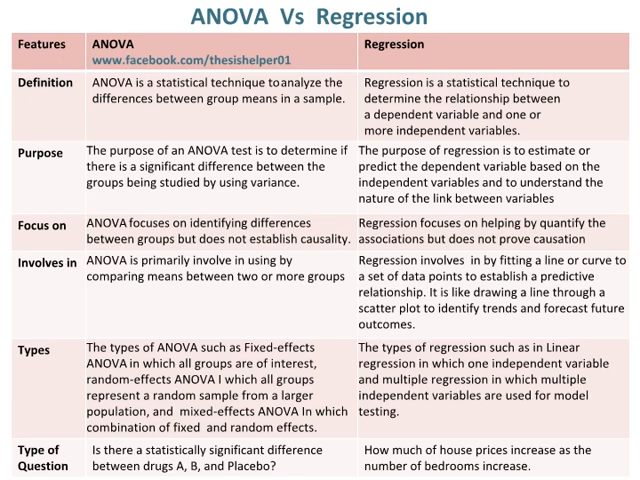 ANOVA Vs Regression
Features
ANOVA
www.facebook.com/thesishelper01
Regression
Definition
ANOVA is a statistical technique toanalyze the
differences between group means in a sample.
Regression is a statistical technique to
determine the relationship between
a dependent variable and one or
more independent variables.
Purpose
The purpose of an ANOVA test is to determine if
there is a significant difference between the
groups being studied by using variance.
The purpose of regression is to estimate or
predict the dependent variable based on the
independent variables and to understand the
nature of the link between variables
Focus on
ANOVA focuses on identifying differences
between groups but does not establish causality.
Regression focuses on helping by quantify the
associations but does not prove causation
Involves in
ANOVA is primarily involve in using by
comparing means between two or more groups
Regression involves in by fitting a line or curve to
a set of data points to establish a predictive
relationship. It is like drawing a line through a
scatter plot to identify trends and forecast future
outcomes.
Types
The types of ANOVA such as Fixed-effects
ANOVA in which all groups are of interest,
random-effects ANOVA I which all groups
represent a random sample from a larger
population, and mixed-effects ANOVA In which
combination of fixed and random effects.
The types of regression such as in Linear
regression in which one independent variable
and multiple regression in which multiple
independent variables are used for model
testing.
Type of
Question
Is there a statistically significant difference
between drugs A, B, and Placebo?
How much of house prices increase as the
number of bedrooms increase.